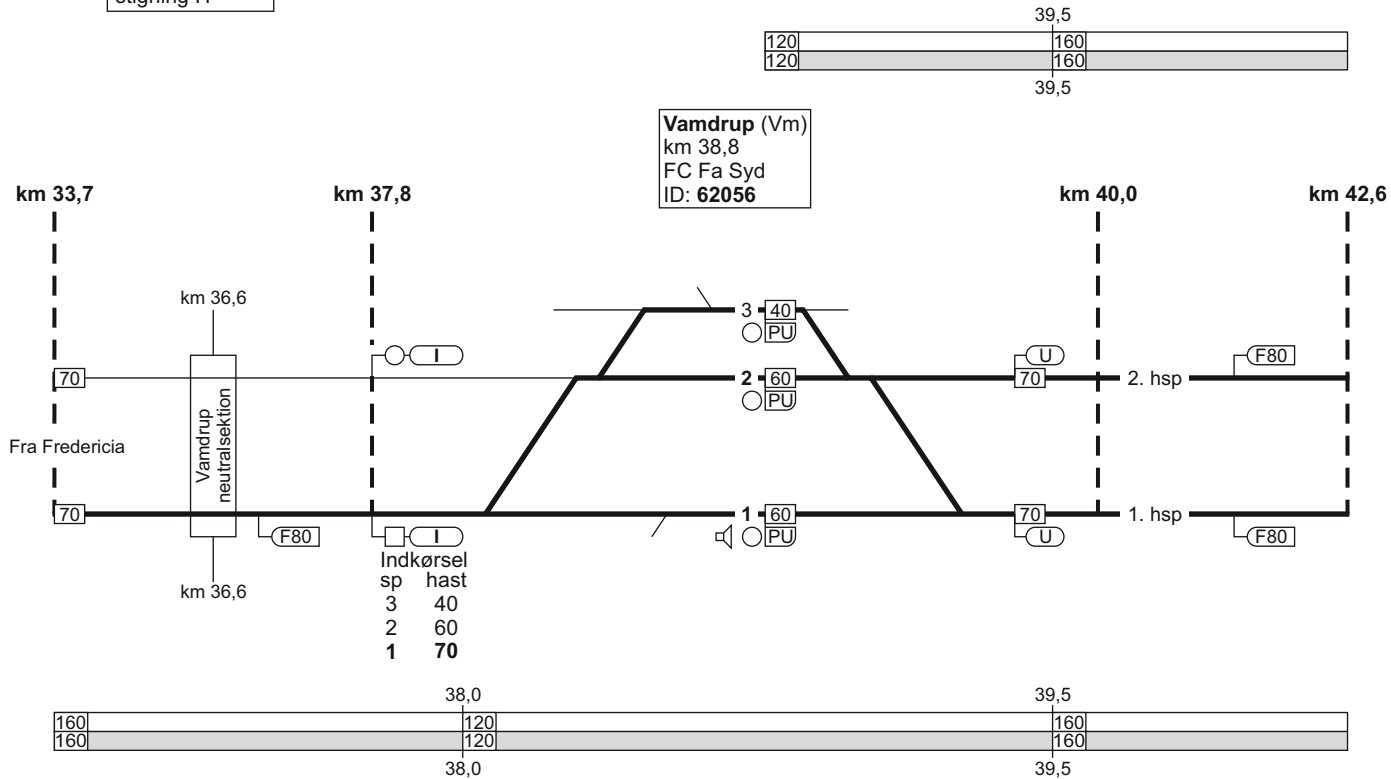 stigning H
39,5
120 160
120 160
39,5
Vamdrup (Vm)
km 38,8
FC Fa Syd
ID: 62056
km 33,7
km 37,8
km 40,0
km 42,6
km 36,6
3 40
PU
I
U
F80
70
2 60
70
2. hsp
PU
Fra Fredericia
Vamdrup
neutralsektion
70
1 60
70
1. hsp
F80
I
PU
U
F80
km 36,6
Indkørsel
sp hast
3 40
2 60
1 70
38,0
39,5
160 120 160
160 120 160
38,0
39,5